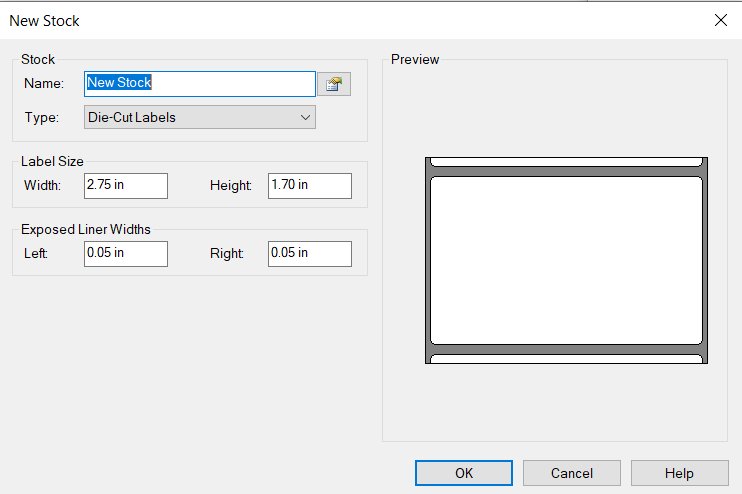 New Stock
Stock
Name: New Stock
Type: Die-Cut Labels
Label Size
Width: 2.75 in Height: 1.70 in
Exposed Liner Widths
Left: 0.05 in Right: 0.05 in
Preview
OK Cancel Help